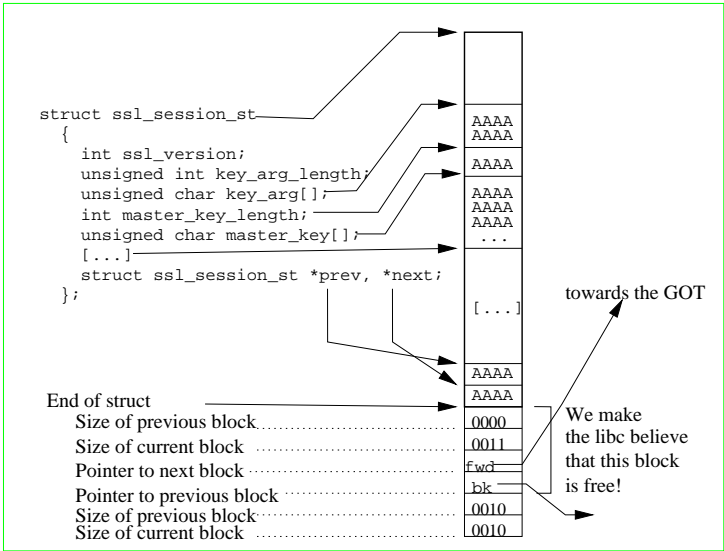 struct ssl_session_st
{
int ssl_version;
unsigned int key_arg_length;
unsigned char key_arg[];
int master_key_length;
unsigned char master_key[];
[...]
struct ssl_session_st *prev, *next;
};
End of struct
Size of previous block
Size of current block
Pointer to next block
Pointer to previous block
Size of previous block
Size of current block
AAAA
AAAA
AAAA
AAAA
AAAA
AAAA
...
[...]
AAAA
AAAA
0000
0011
fwd
bk
0010
0010
towards the GOT
We make
the libc believe
that this block
is free!